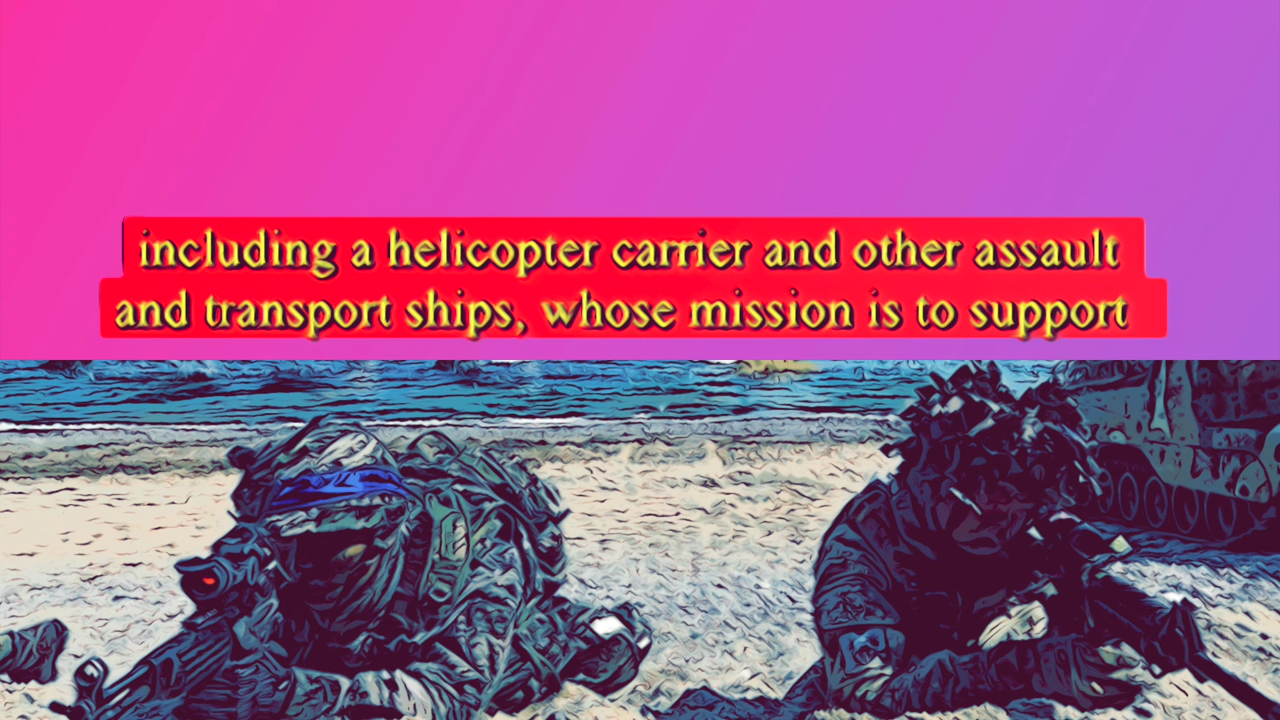 including a helicopter carrier and other assault
and transport ships, whose mission is to support